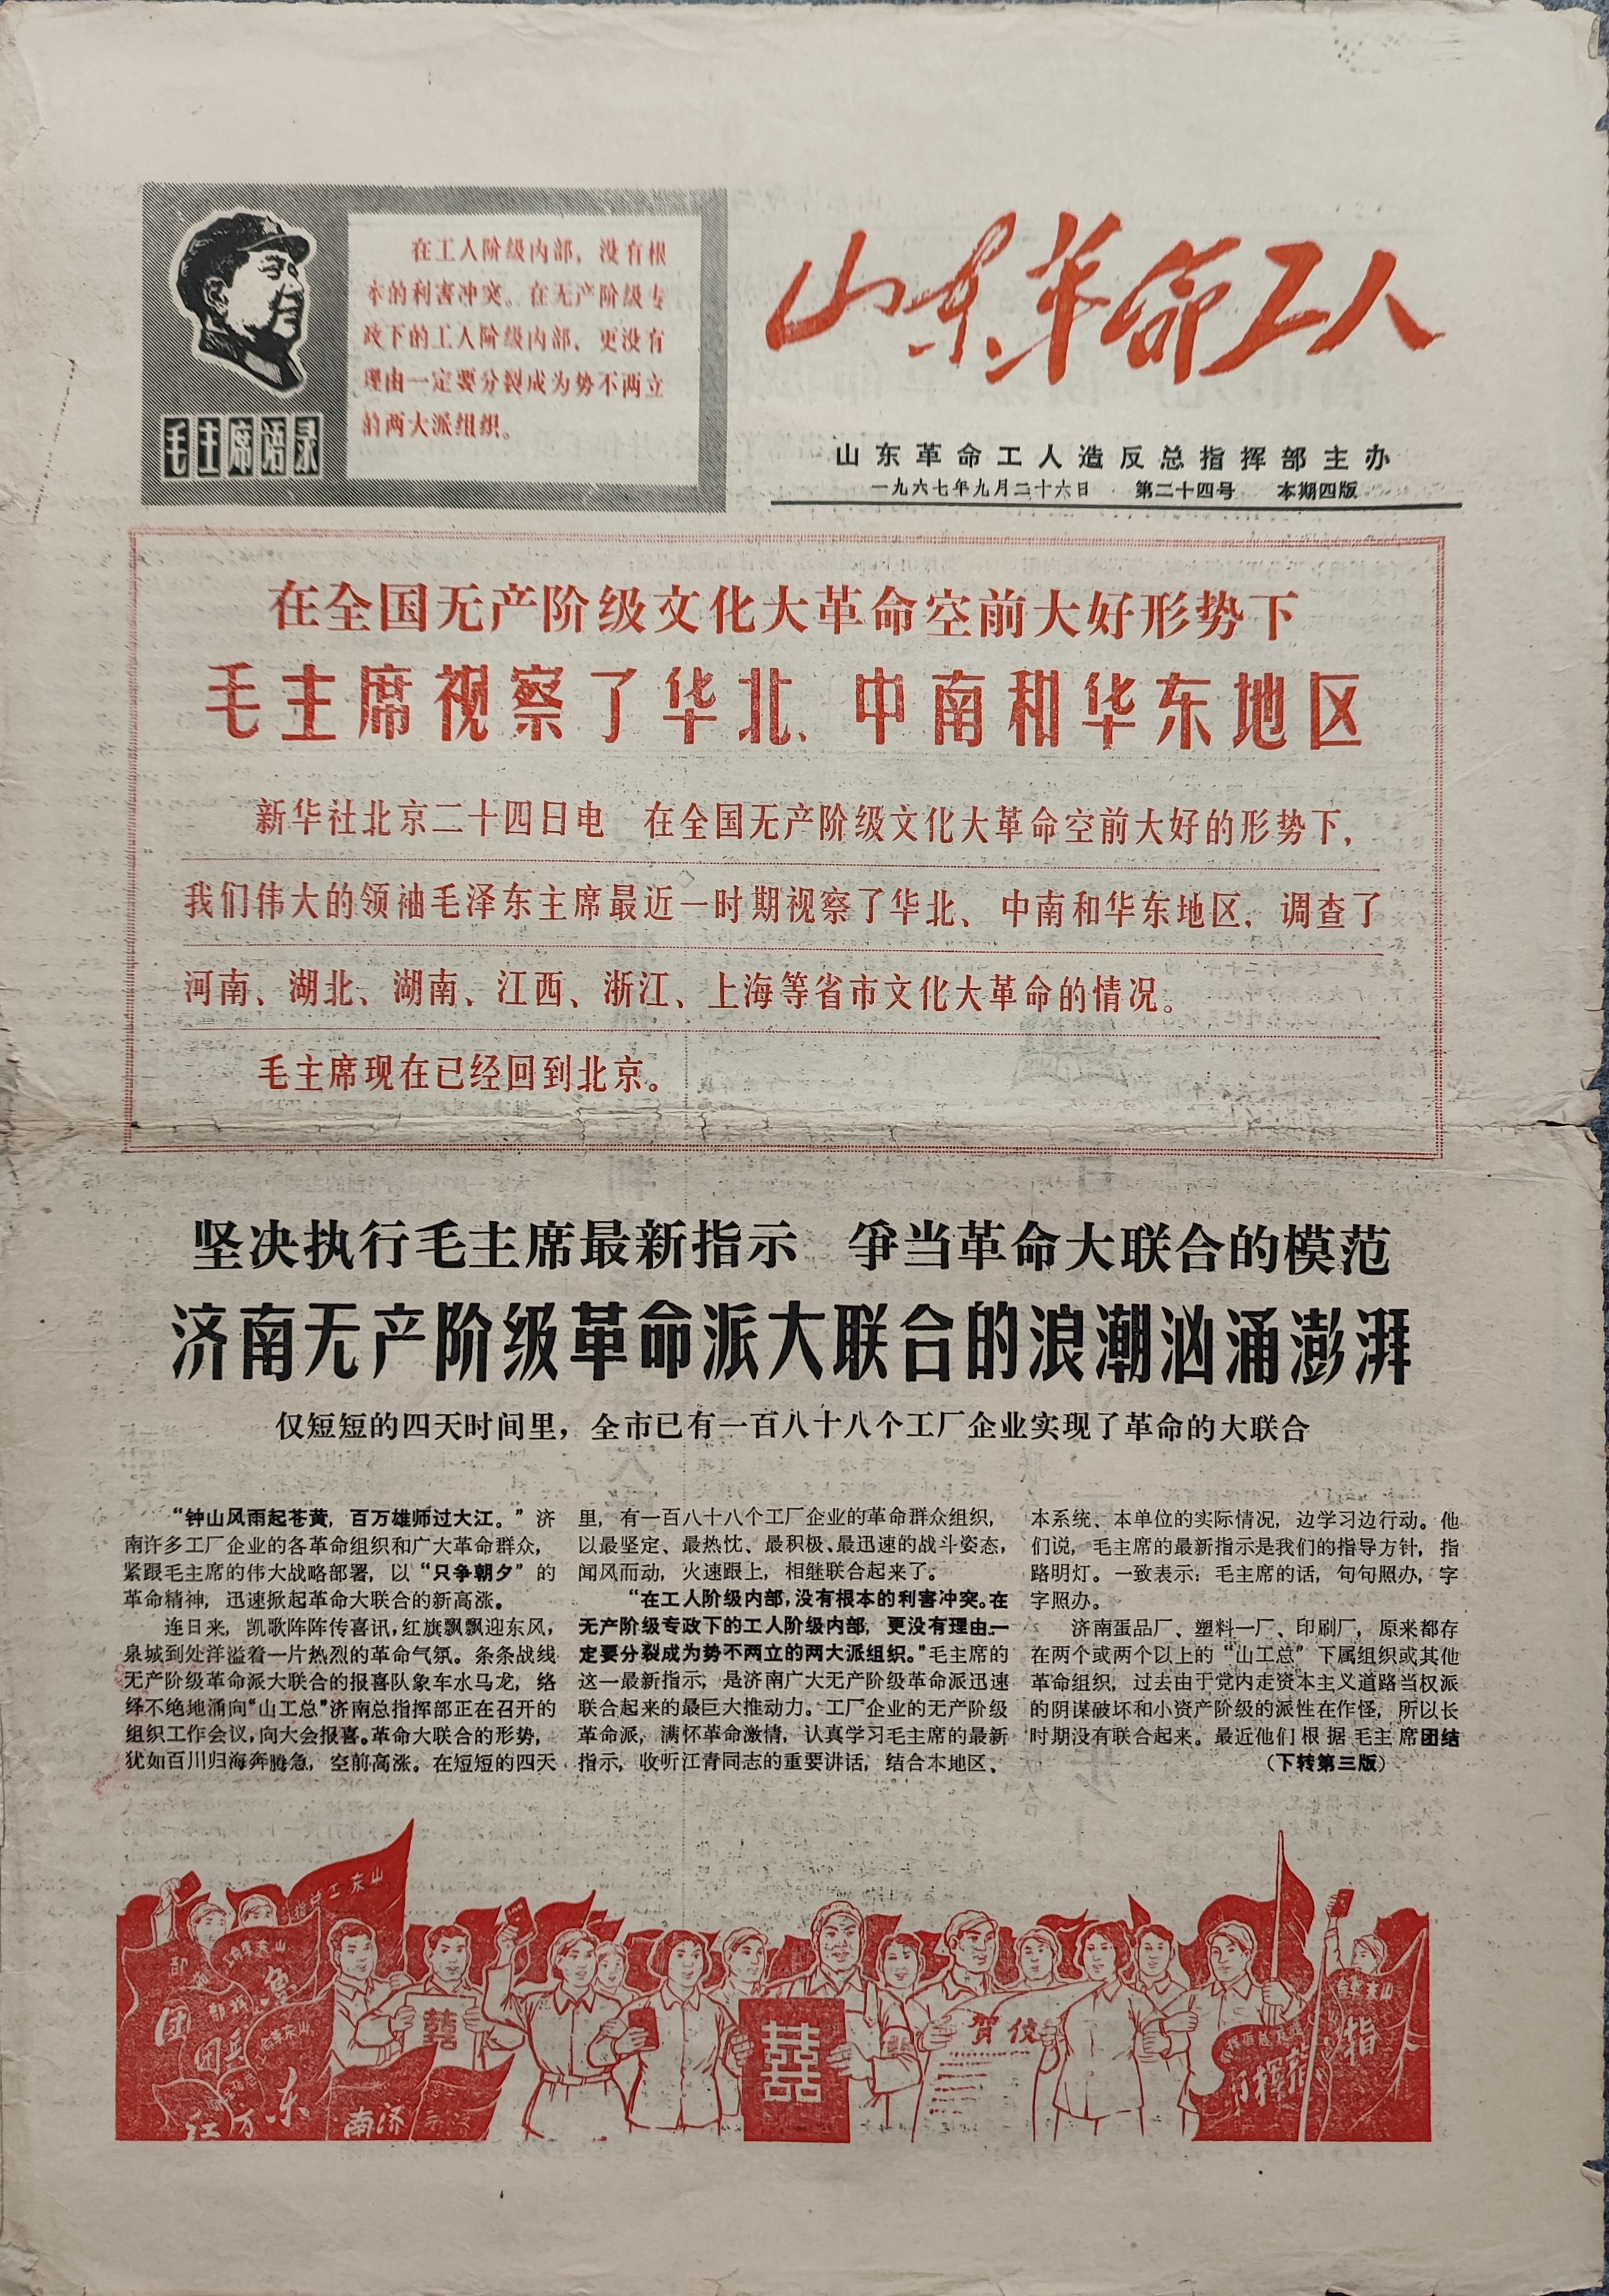 在工人阶级内部，没有根
本的利害冲突。在无产阶级专
政下的工人阶级内部，更没有
理由一定要分裂成为势不两立
的两大派组织。
毛主席语录
山东革命工人
山东革命工人造反总指挥部主办
一九六七年九月二十六日 第二十四号 本期四版
在全国无产阶级文化大革命空前大好形势下
毛主席视察了华北、中南和华东地区
新华社北京二十四日电 在全国无产阶级文化大革命空前大好的形势下，
我们伟大的领袖毛泽东主席最近一时期视察了华北、中南和华东地区，调查了
河南、湖北、湖南、江西、浙江、上海等省市文化大革命的情况。
毛主席现在已经回到北京。
坚决执行毛主席最新指示 争当革命大联合的模范
济南无产阶级革命派大联合的浪潮汹涌澎湃
仅短短的四天时间里，全市已有一百八十八个工厂企业实现了革命的大联合
“钟山风雨起苍黄，百万雄师过大江。”济
南许多工厂企业的各革命组织和广大革命群众，
紧跟毛主席的伟大战略部署，以“只争朝夕”的
革命精神，迅速掀起革命大联合的新高涨。
连日来，凯歌阵阵传喜讯，红旗飘飘迎东风，
泉城到处洋溢着一片热烈的革命气氛。条条战线
无产阶级革命派大联合的报喜队象车水马龙，络
绎不绝地涌向“山工总”济南总指挥部正在召开的
组织工作会议，向大会报喜。革命大联合的形势，
犹如百川归海奔腾急，空前高涨。在短短的四天
里，有一百八十八个工厂企业的革命群众组织，
以最坚定、最热忱、最积极、最迅速的战斗姿态，
闻风而动，火速跟上，相继联合起来了。
“在工人阶级内部，没有根本的利害冲突。在
无产阶级专政下的工人阶级内部，更没有理由一
定要分裂成为势不两立的两大派组织。”毛主席的
这一最新指示，是济南广大无产阶级革命派迅速
联合起来的最巨大推动力。工厂企业的无产阶级
革命派，满怀革命激情，认真学习毛主席的最新
指示，收听江青同志的重要讲话，结合本地区、
本系统、本单位的实际情况，边学习边行动。他
们说，毛主席的最新指示是我们的指导方针，指
路明灯。一致表示：毛主席的话，句句照办，字
字照办。
济南蛋品厂、塑料一厂、印刷厂，原来都存
在两个或两个以上的“山工总”下属组织或其他
革命组织，过去由于党内走资本主义道路当权派
的阴谋破坏和小资产阶级的派性在作怪，所以长
时期没有联合起来。最近他们根据毛主席团结
（下转第三版）
指总工东山
部
团
囍
囍
贺
指
东
南济